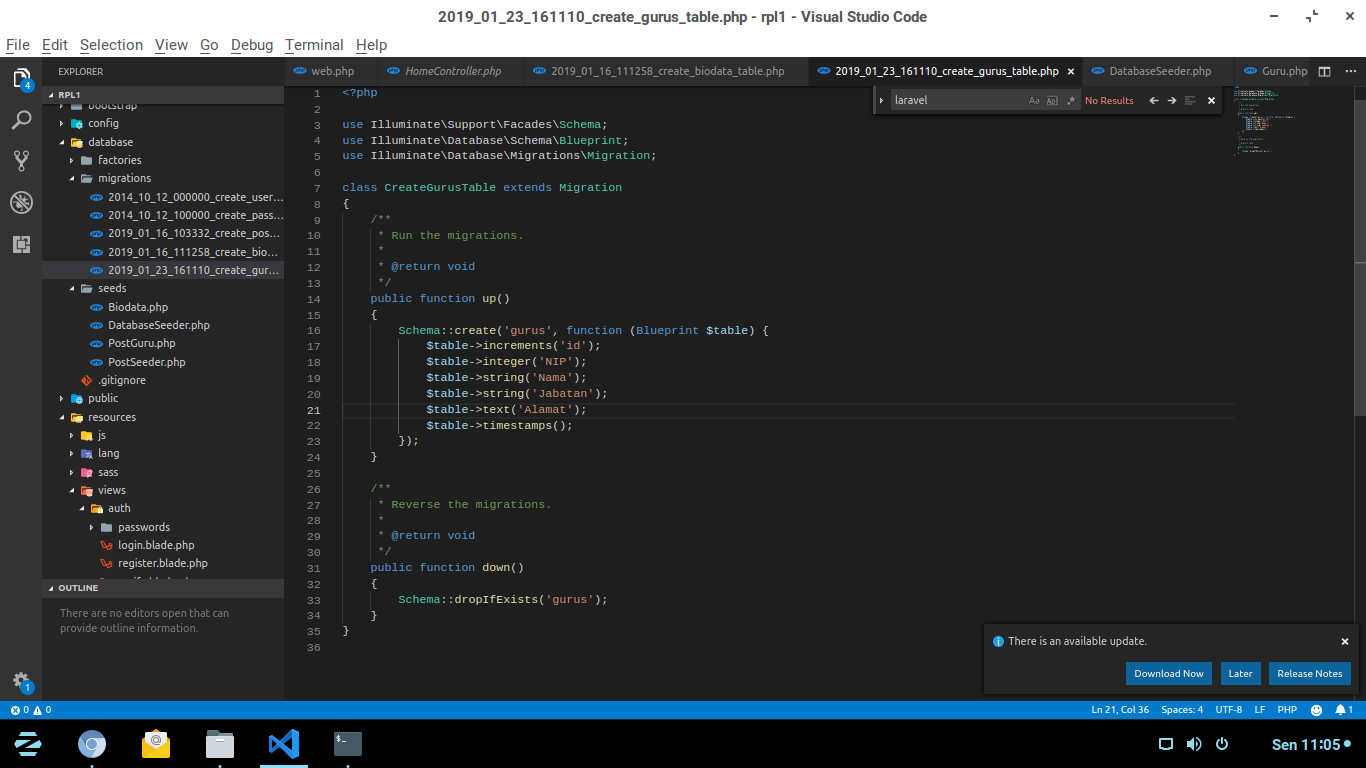 2019_01_23_161110_create_gurus_table.php - rpl1 - Visual Studio Code
File Edit Selection View Go Debug Terminal Help
4
EXPLORER
web.php
HomeController.php
2019_01_16_111258_create_biodata_table.php
2019_01_23_161110_create_gurus_table.php
DatabaseSeeder.php
Guru.php
laravel
Aa
Ab
.*
No Results
RPL1
bootstrap
config
database
factories
migrations
2014_10_12_000000_create_user...
2014_10_12_100000_create_pass...
2019_01_16_103332_create_pos...
2019_01_16_111258_create_bio...
2019_01_23_161110_create_gur...
seeds
Biodata.php
DatabaseSeeder.php
PostGuru.php
PostSeeder.php
.gitignore
public
resources
js
lang
sass
views
auth
passwords
login.blade.php
register.blade.php
OUTLINE
There are no editors open that can
provide outline information.
1 <?php
2
3 use Illuminate\Support\Facades\Schema;
4 use Illuminate\Database\Schema\Blueprint;
5 use Illuminate\Database\Migrations\Migration;
6
7 class CreateGurusTable extends Migration
8 {
9 /**
10 * Run the migrations.
11 *
12 * @return void
13 */
14 public function up()
15 {
16 Schema::create('gurus', function (Blueprint $table) {
17 $table->increments('id');
18 $table->integer('NIP');
19 $table->string('Nama');
20 $table->string('Jabatan');
21 $table->text('Alamat');
22 $table->timestamps();
23 });
24 }
25
26 /**
27 * Reverse the migrations.
28 *
29 * @return void
30 */
31 public function down()
32 {
33 Schema::dropIfExists('gurus');
34 }
35 }
36
There is an available update.
Download Now
Later
Release Notes
1
0 0
Ln 21, Col 36
Spaces: 4
UTF-8
LF
PHP
1
Sen 11:05